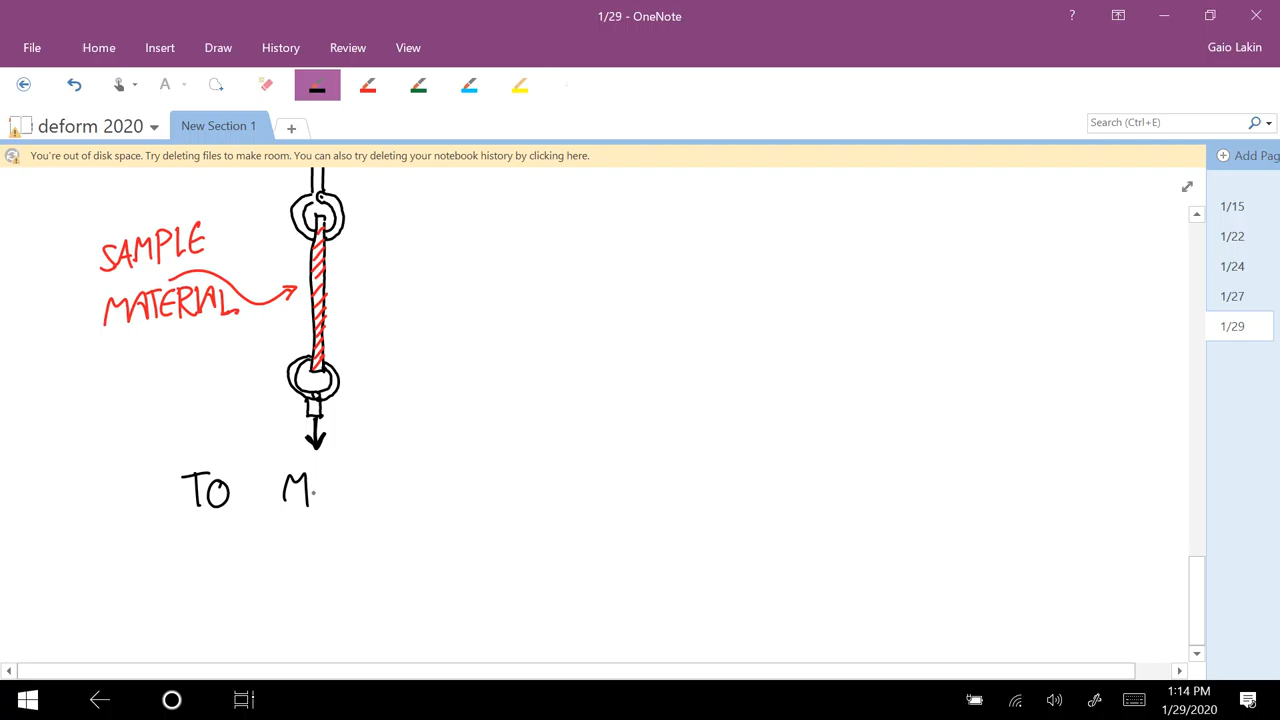 1/29 - OneNote
?
File Home Insert Draw History Review View
Gaio Lakin
A
deform 2020
New Section 1
+
Search (Ctrl+E)
You're out of disk space. Try deleting files to make room. You can also try deleting your notebook history by clicking here.
Add Pag
1/15
1/22
1/24
1/27
1/29
SAMPLE
MATERIAL
TO M
1:14 PM
1/29/2020